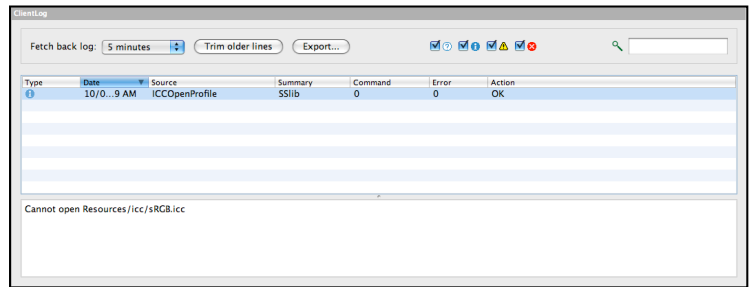 ClientLog
Fetch back log: 5 minutes Trim older lines Export...
Type Date Source Summary Command Error Action
10/0...9 AM ICCOpenProfile SSlib 0 0 OK
Cannot open Resources/icc/sRGB.icc